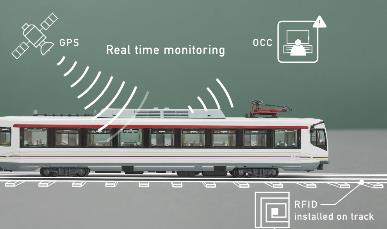 GPS
Real time monitoring
OCC
RFID
installed on track